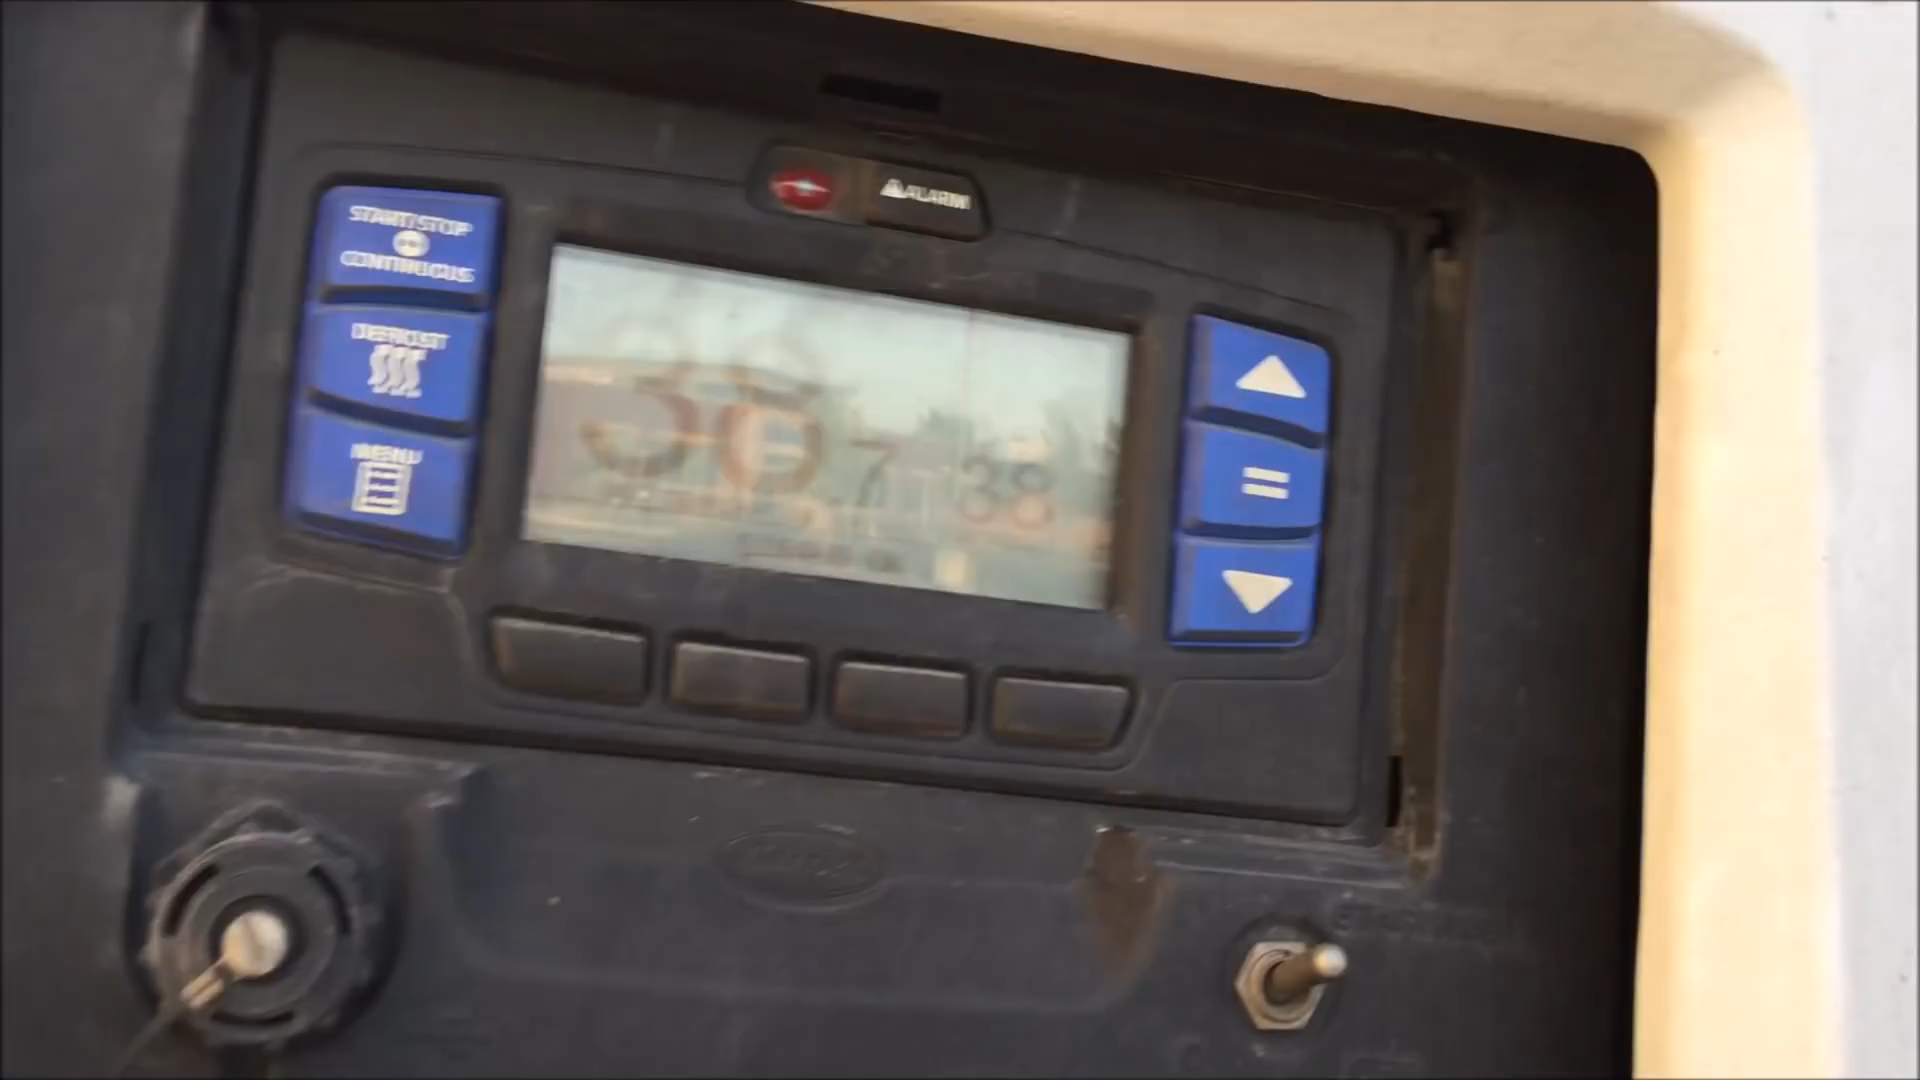 ALARM
START/STOP
CONTINUOUS
DEFROST
MENU
36.7 38